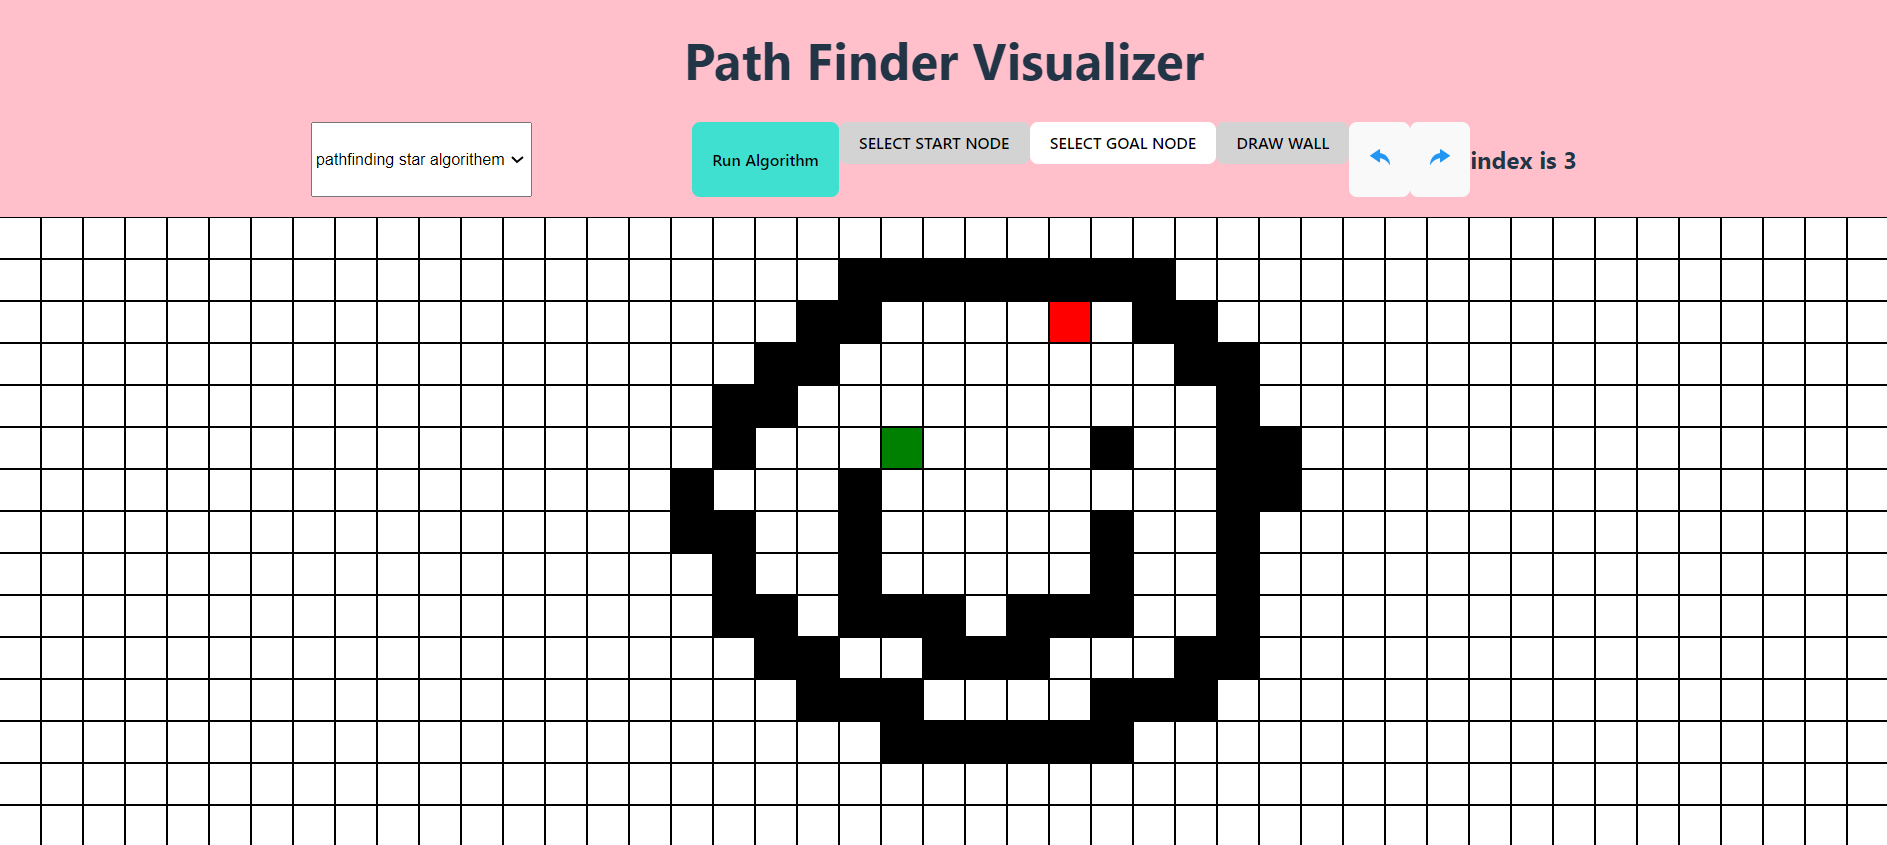 Path Finder Visualizer
pathfinding star algorithem
Run Algorithm
SELECT START NODE
SELECT GOAL NODE
DRAW WALL
index is 3